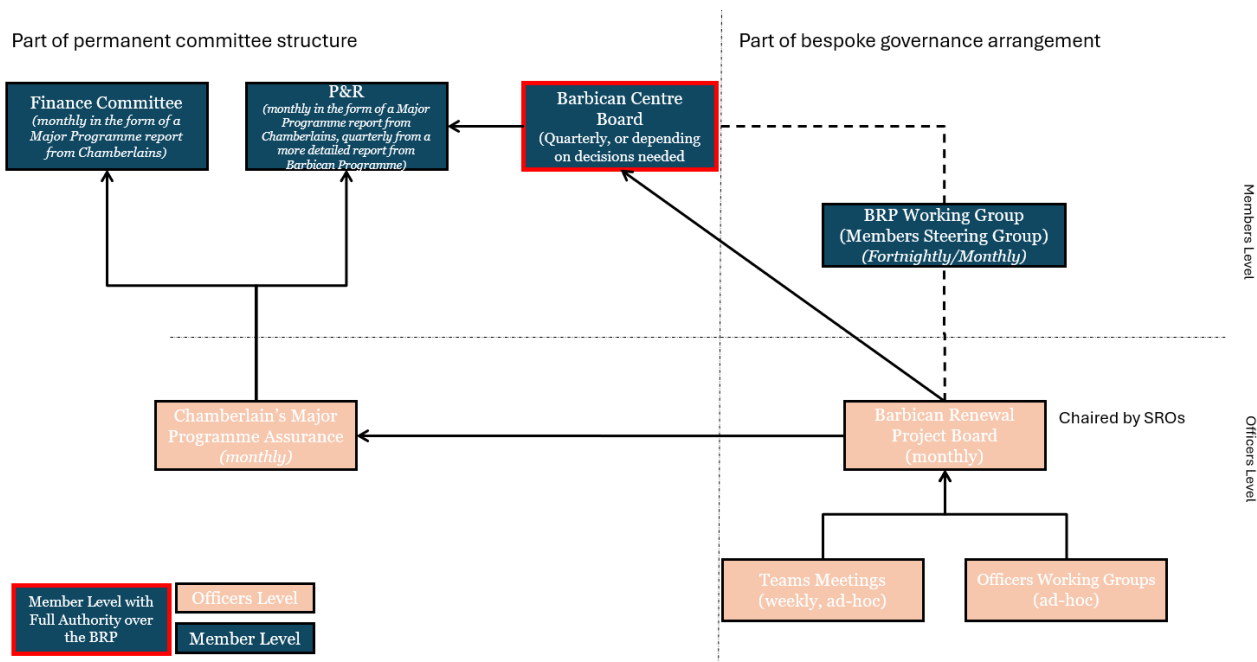 Part of permanent committee structure
Part of bespoke governance arrangement
Finance Committee
(monthly in the form of a
Major Programme report
from Chamberlains)
P&R
(monthly in the form of a Major
Programme report from
Chamberlains, quarterly from a
more detailed report from
Barbican Programme)
Barbican Centre
Board
(Quarterly, or depending
on decisions needed
BRP Working Group
(Members Steering Group)
(Fortnightly/Monthly)
Members Level
Chamberlain’s Major
Programme Assurance
(monthly)
Barbican Renewal
Project Board
(monthly)
Chaired by SROs
Officers Level
Teams Meetings
(weekly, ad-hoc)
Officers Working Groups
(ad-hoc)
Member Level with
Full Authority over
the BRP
Officers Level
Member Level